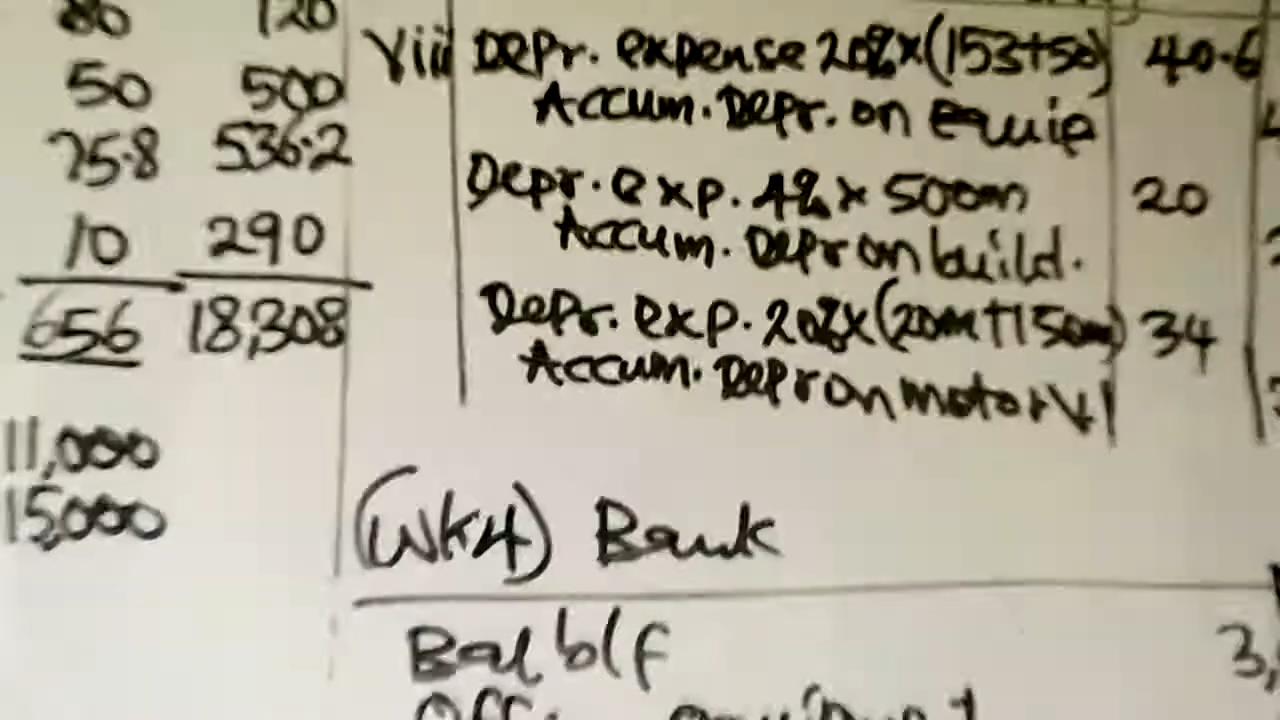 80 120
50 500
75.8 536.2
10 290
656 18,308
11,000
15,000
Viii Depr. expense 20%x(153+50) 40.6
Accum. Depr. on equip
Depr. exp. 4% x 500m 20
Accum. Depr on build.
Depr. exp. 20%x(20m+150m) 34
Accum. Depr on motor V
(WK4) Bank
Bal b/f 3,